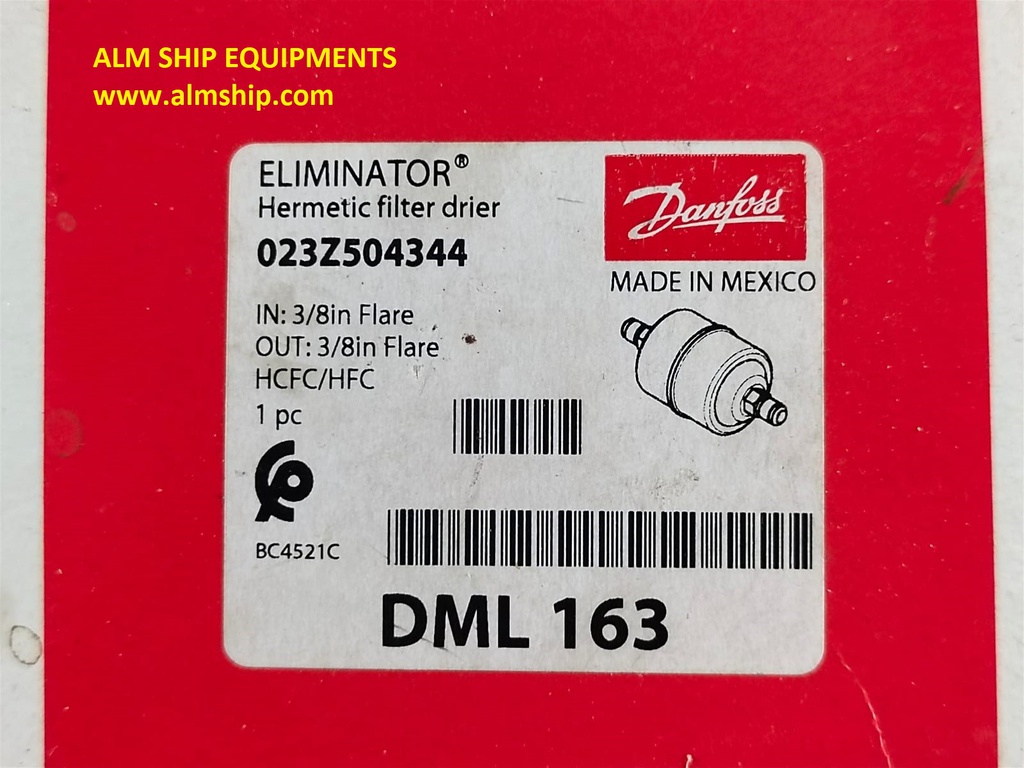 ALM SHIP EQUIPMENTS
www.almship.com
ELIMINATOR®
Hermetic filter drier
023Z504344
Danfoss
MADE IN MEXICO
IN: 3/8in Flare
OUT: 3/8in Flare
HCFC/HFC
1 pc
BC4521C
DML 163